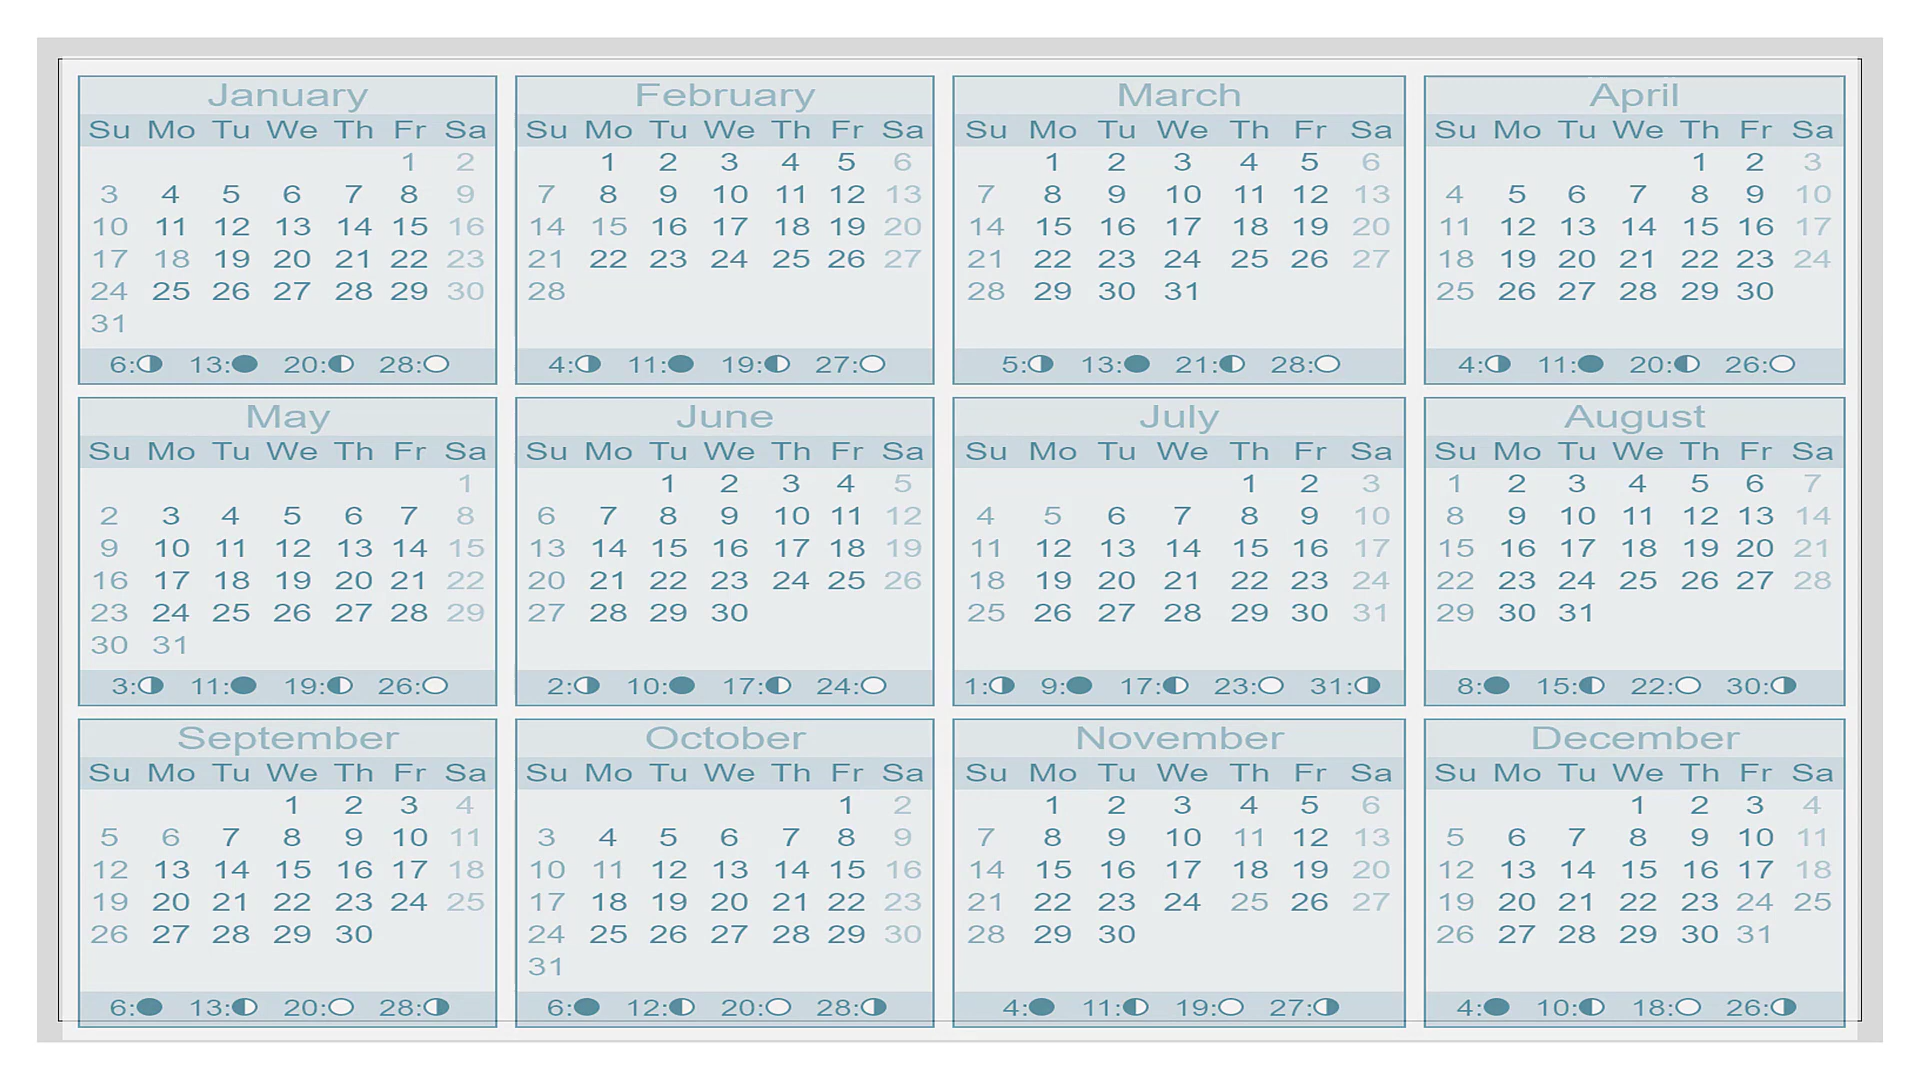 January
Su Mo Tu We Th Fr Sa
1 2
3 4 5 6 7 8 9
10 11 12 13 14 15 16
17 18 19 20 21 22 23
24 25 26 27 28 29 30
31
6: 13: 20: 28:
February
Su Mo Tu We Th Fr Sa
1 2 3 4 5 6
7 8 9 10 11 12 13
14 15 16 17 18 19 20
21 22 23 24 25 26 27
28
4: 11: 19: 27:
March
Su Mo Tu We Th Fr Sa
1 2 3 4 5 6
7 8 9 10 11 12 13
14 15 16 17 18 19 20
21 22 23 24 25 26 27
28 29 30 31
5: 13: 21: 28:
April
Su Mo Tu We Th Fr Sa
1 2 3
4 5 6 7 8 9 10
11 12 13 14 15 16 17
18 19 20 21 22 23 24
25 26 27 28 29 30
4: 11: 20: 26:
May
Su Mo Tu We Th Fr Sa
1
2 3 4 5 6 7 8
9 10 11 12 13 14 15
16 17 18 19 20 21 22
23 24 25 26 27 28 29
30 31
3: 11: 19: 26:
June
Su Mo Tu We Th Fr Sa
1 2 3 4 5
6 7 8 9 10 11 12
13 14 15 16 17 18 19
20 21 22 23 24 25 26
27 28 29 30
2: 10: 17: 24:
July
Su Mo Tu We Th Fr Sa
1 2 3
4 5 6 7 8 9 10
11 12 13 14 15 16 17
18 19 20 21 22 23 24
25 26 27 28 29 30 31
1: 9: 17: 23: 31:
August
Su Mo Tu We Th Fr Sa
1 2 3 4 5 6 7
8 9 10 11 12 13 14
15 16 17 18 19 20 21
22 23 24 25 26 27 28
29 30 31
8: 15: 22: 30:
September
Su Mo Tu We Th Fr Sa
1 2 3 4
5 6 7 8 9 10 11
12 13 14 15 16 17 18
19 20 21 22 23 24 25
26 27 28 29 30
6: 13: 20: 28:
October
Su Mo Tu We Th Fr Sa
1 2
3 4 5 6 7 8 9
10 11 12 13 14 15 16
17 18 19 20 21 22 23
24 25 26 27 28 29 30
31
6: 12: 20: 28:
November
Su Mo Tu We Th Fr Sa
1 2 3 4 5 6
7 8 9 10 11 12 13
14 15 16 17 18 19 20
21 22 23 24 25 26 27
28 29 30
4: 11: 19: 27:
December
Su Mo Tu We Th Fr Sa
1 2 3 4
5 6 7 8 9 10 11
12 13 14 15 16 17 18
19 20 21 22 23 24 25
26 27 28 29 30 31
4: 10: 18: 26: